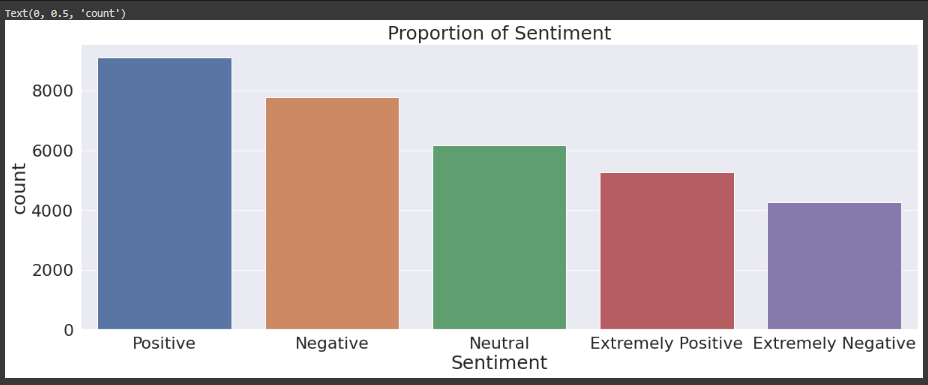 Text(0, 0.5, 'count')
Proportion of Sentiment
8000
6000
4000
2000
0
count
Positive Negative Neutral Extremely Positive Extremely Negative
Sentiment